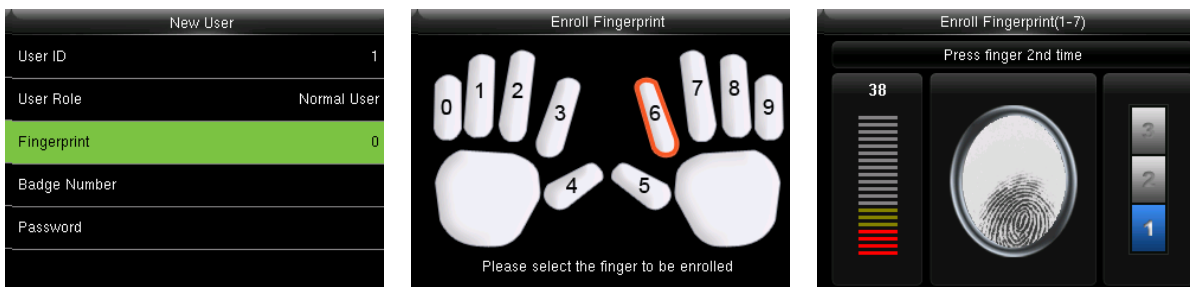 New User
User ID 1
User Role Normal User
Fingerprint 0
Badge Number
Password
Enroll Fingerprint
0 1 2 3 6 7 8 9
4 5
Please select the finger to be enrolled
Enroll Fingerprint(1-7)
Press finger 2nd time
38
3
2
1